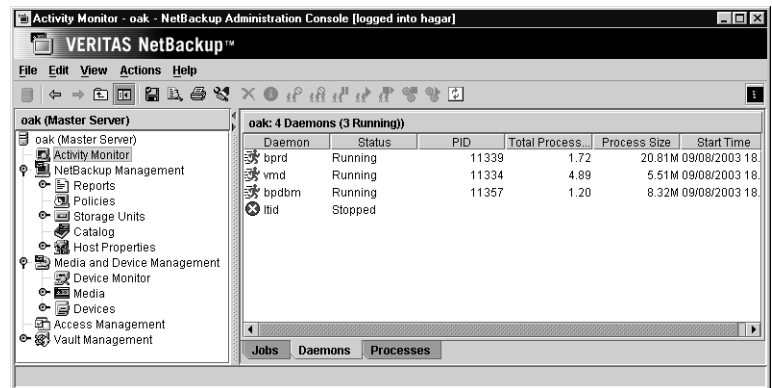 Activity Monitor - oak - NetBackup Administration Console [logged into hagar]
VERITAS NetBackup™
File Edit View Actions Help
oak (Master Server)
oak (Master Server)
Activity Monitor
NetBackup Management
Reports
Policies
Storage Units
Catalog
Host Properties
Media and Device Management
Device Monitor
Media
Devices
Access Management
Vault Management
oak: 4 Daemons (3 Running))
Daemon Status PID Total Process... Process Size Start Time
bprd Running 11339 1.72 20.81M 09/08/2003 18.
vmd Running 11334 4.89 5.51M 09/08/2003 18.
bpdbm Running 11357 1.20 8.32M 09/08/2003 18.
ltid Stopped
Jobs Daemons Processes